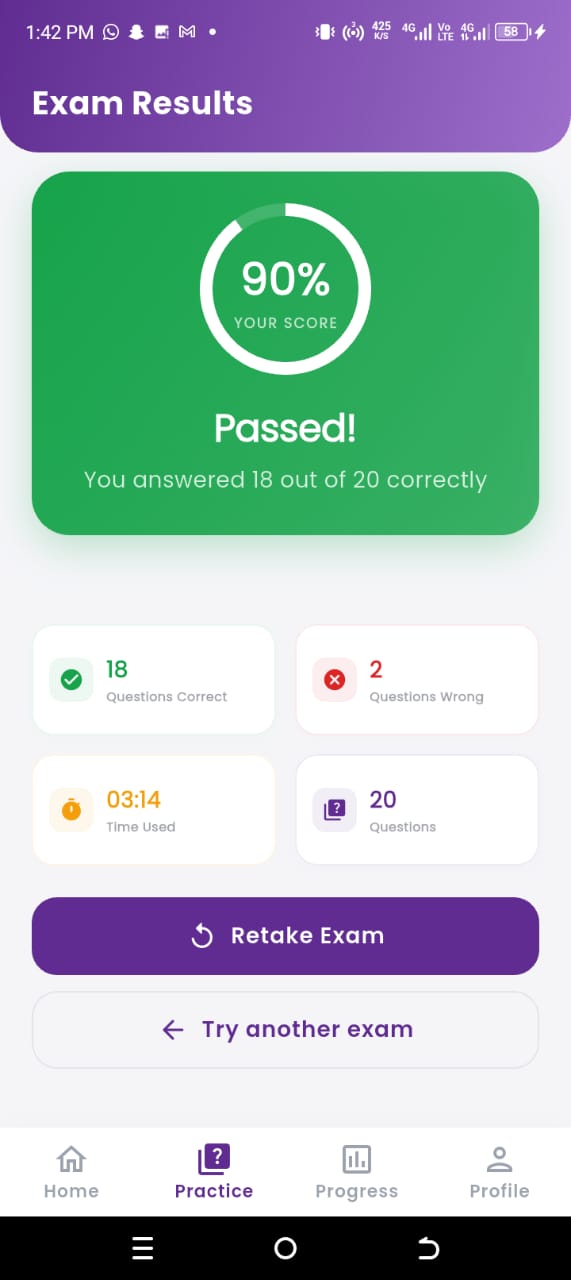 1:42 PM
425
K/S
4G
Vo
LTE
4G
58
Exam Results
90%
YOUR SCORE
Passed!
You answered 18 out of 20 correctly
18
Questions Correct
2
Questions Wrong
03:14
Time Used
20
Questions
Retake Exam
Try another exam
Home
Practice
Progress
Profile